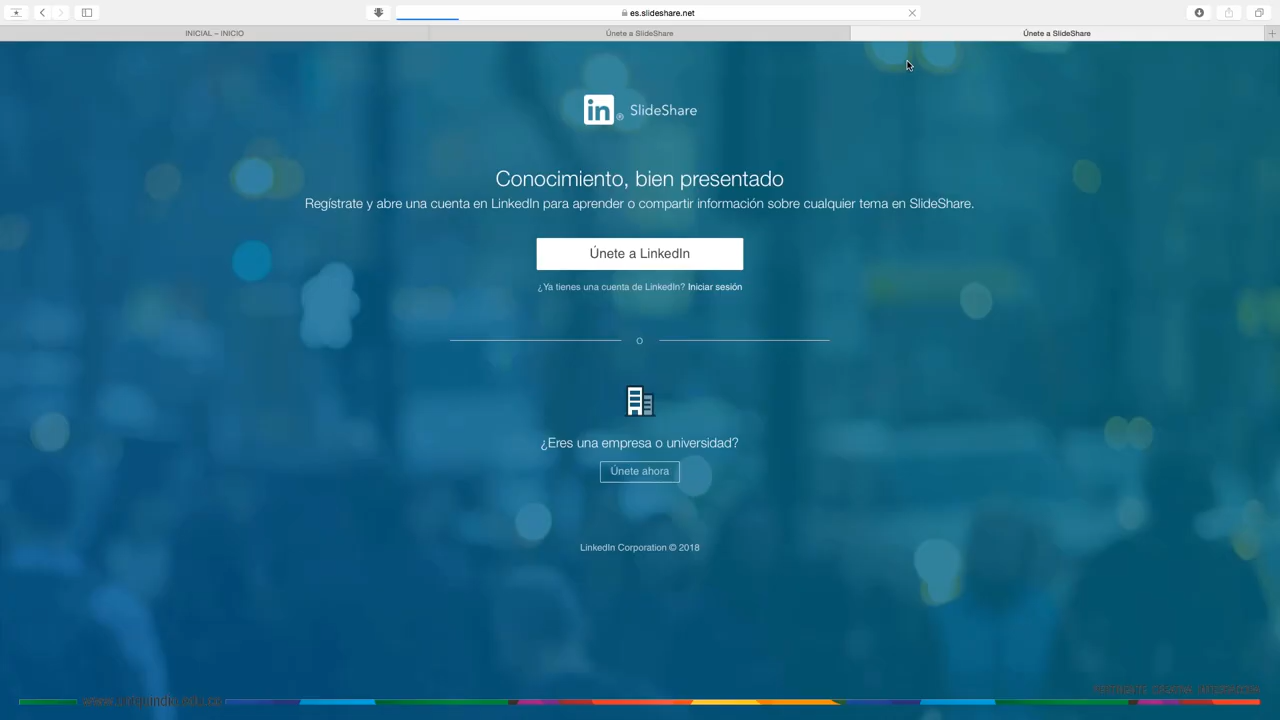 es.slideshare.net
INICIAL – INICIO
Únete a SlideShare
Únete a SlideShare
in® SlideShare
Conocimiento, bien presentado
Regístrate y abre una cuenta en LinkedIn para aprender o compartir información sobre cualquier tema en SlideShare.
Únete a LinkedIn
¿Ya tienes una cuenta de LinkedIn? Iniciar sesión
O
¿Eres una empresa o universidad?
Únete ahora
LinkedIn Corporation © 2018